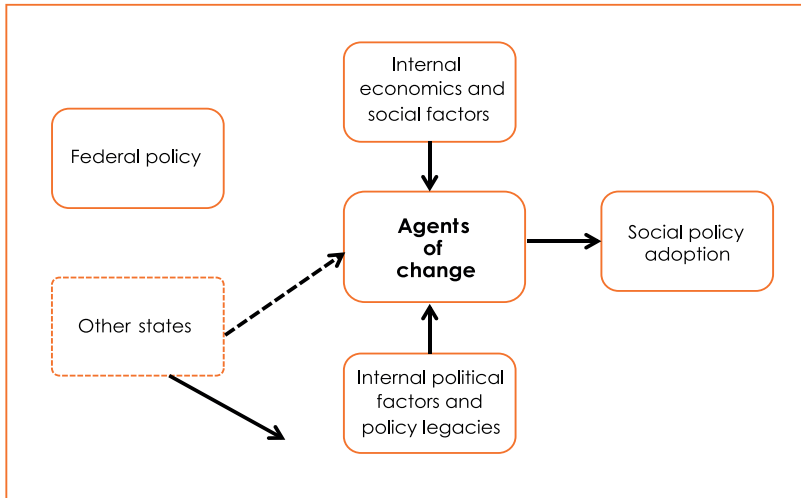 Internal
economics and
social factors
Federal policy
Agents
of
change
Social policy
adoption
Other states
Internal political
factors and
policy legacies